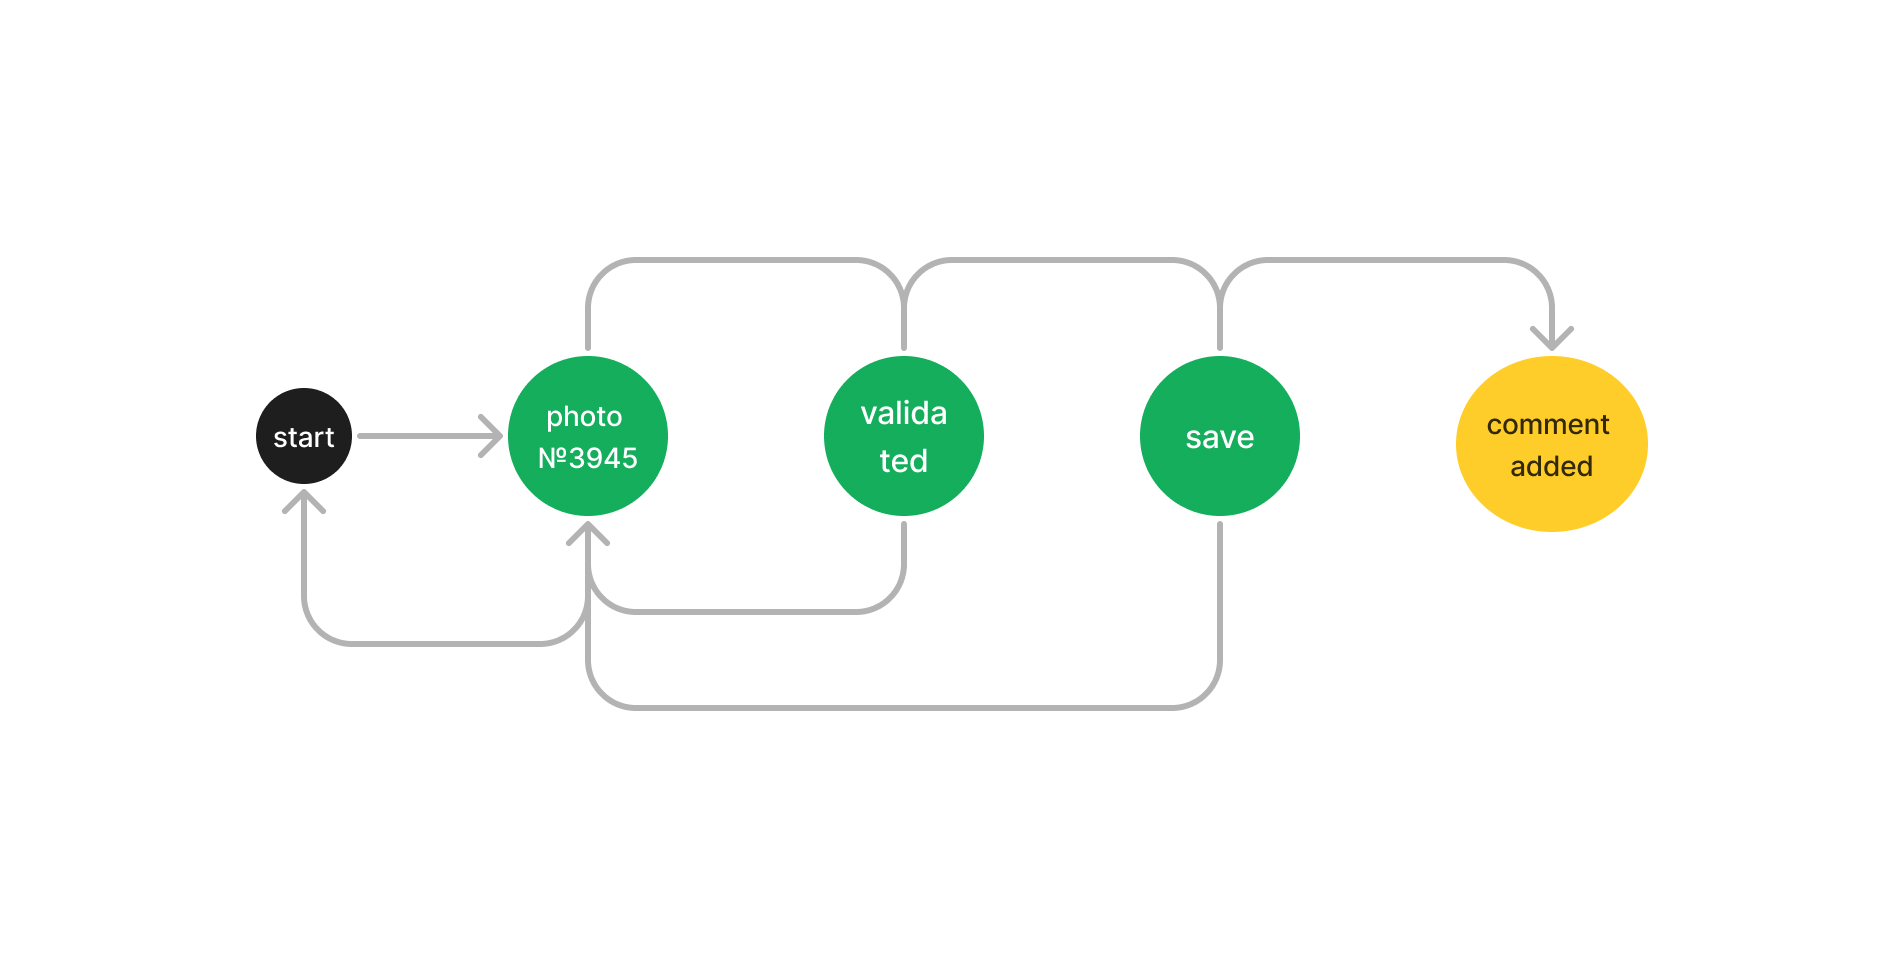 start
photo
№3945
valida
ted
save
comment
added